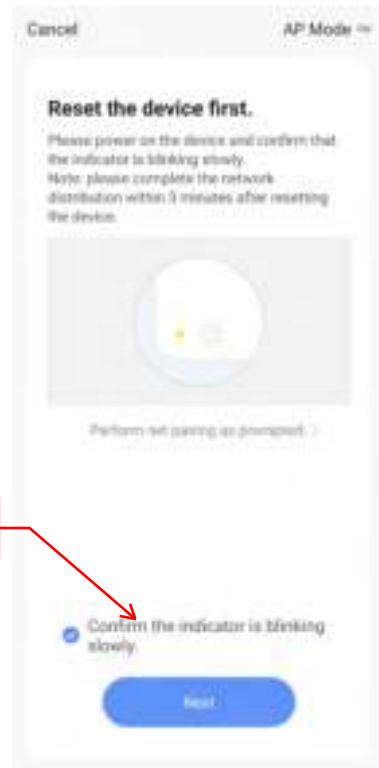 Cancel
AP Mode
Reset the device first.
Please power on the device and confirm that
the indicator is blinking slowly.
Note: please complete the network
distribution within 3 minutes after resetting
the device.
Perform net pairing as prompted. >
Confirm the indicator is blinking
slowly.
Next